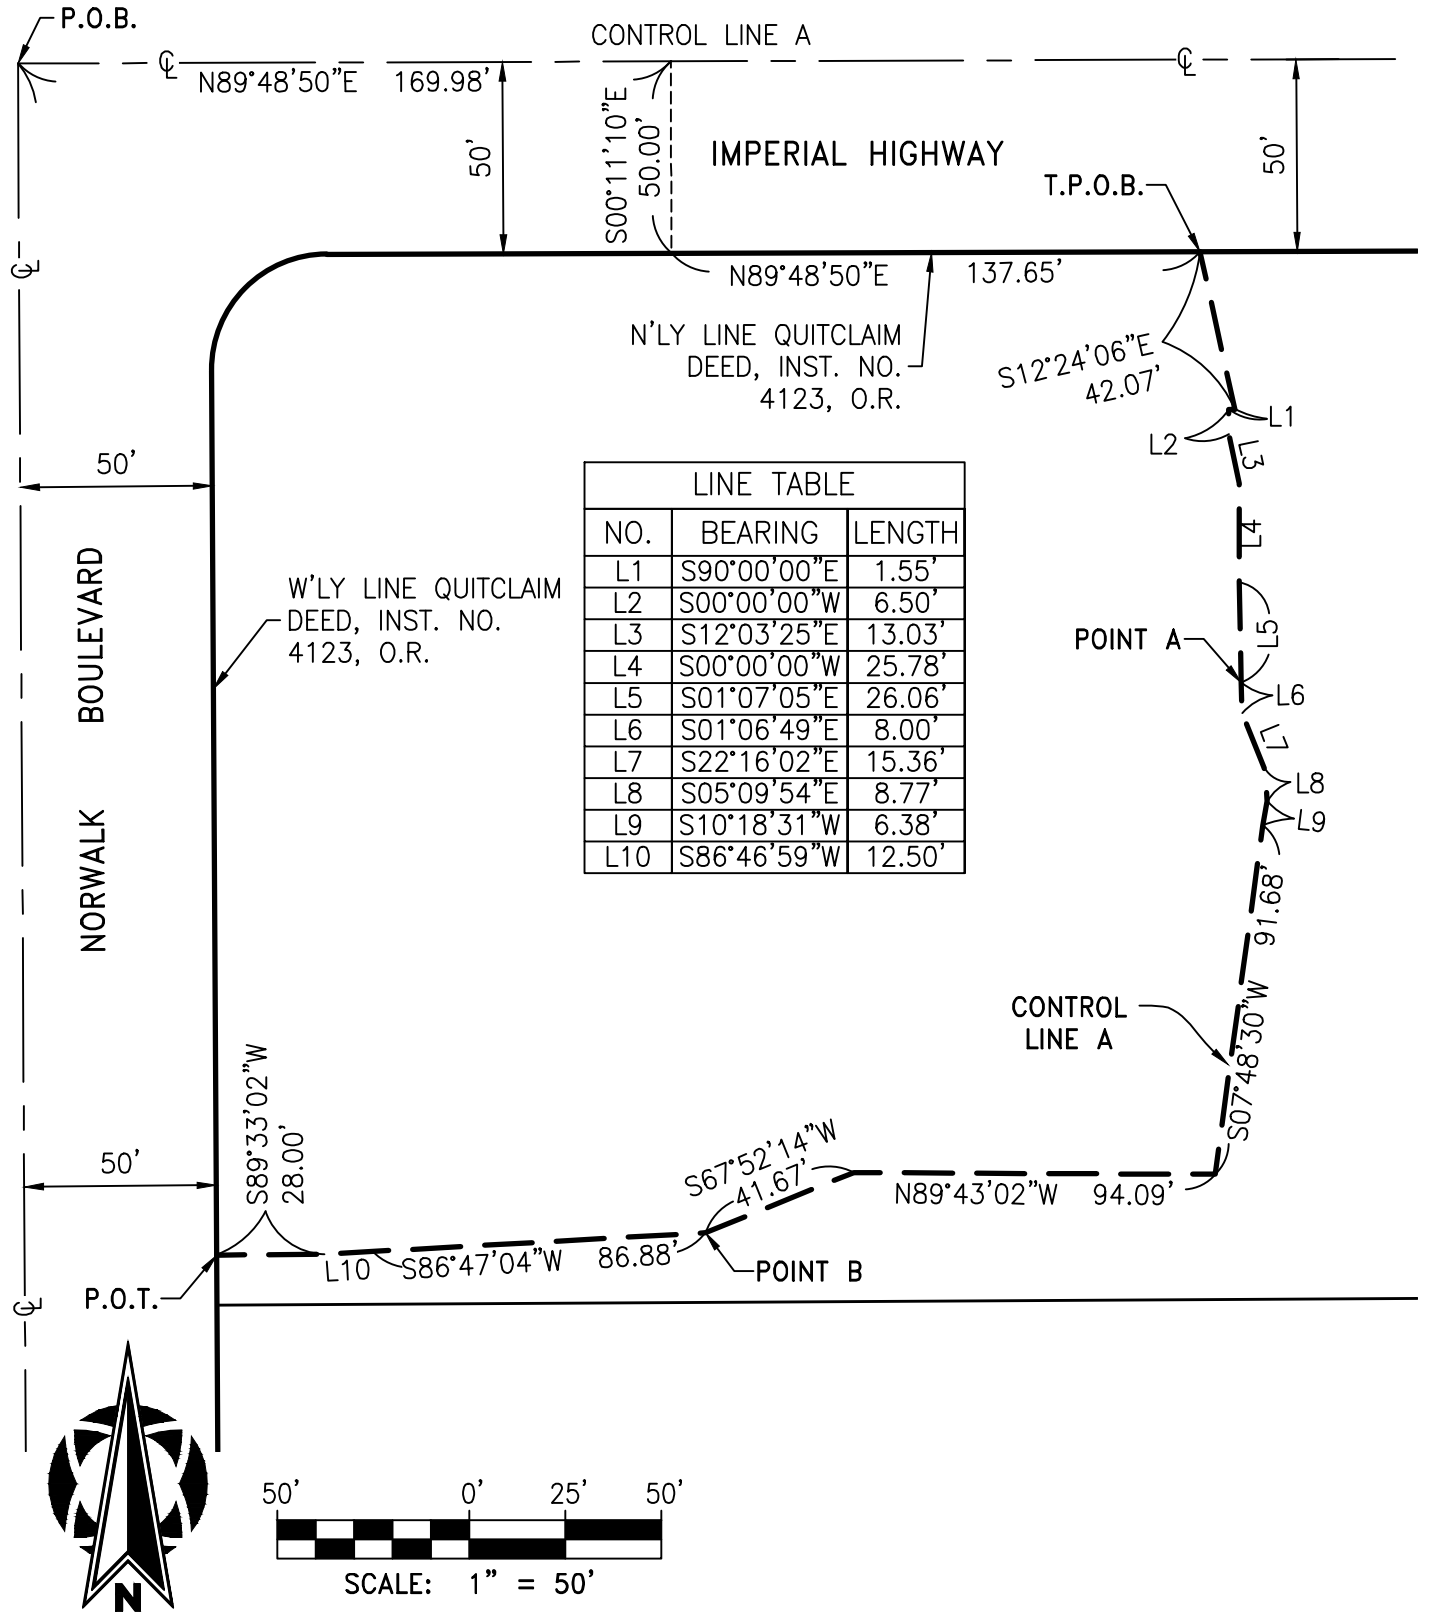 P.O.B.
CONTROL LINE A
℄
℄
N89°48'50"E 169.98'
50'
S00°11'10"E
50.00'
IMPERIAL HIGHWAY
50'
T.P.O.B.
℄
N89°48'50"E 137.65'
N'LY LINE QUITCLAIM
DEED, INST. NO.
4123, O.R.
S12°24'06"E
42.07'
L1
L2
L3
50'
LINE TABLE
NO. BEARING LENGTH
L1 S90°00'00"E 1.55'
L2 S00°00'00"W 6.50'
L3 S12°03'25"E 13.03'
L4 S00°00'00"W 25.78'
L5 S01°07'05"E 26.06'
L6 S01°06'49"E 8.00'
L7 S22°16'02"E 15.36'
L8 S05°09'54"E 8.77'
L9 S10°18'31"W 6.38'
L10 S86°46'59"W 12.50'
L4
W'LY LINE QUITCLAIM
DEED, INST. NO.
4123, O.R.
NORWALK BOULEVARD
L5
POINT A
L6
L7
L8
L9
S07°48'30"W 91.68'
CONTROL
LINE A
50'
S89°33'02"W
28.00'
S67°52'14"W
41.67'
N89°43'02"W 94.09'
L10
S86°47'04"W 86.88'
POINT B
P.O.T.
℄
N
50' 0' 25' 50'
SCALE: 1" = 50'